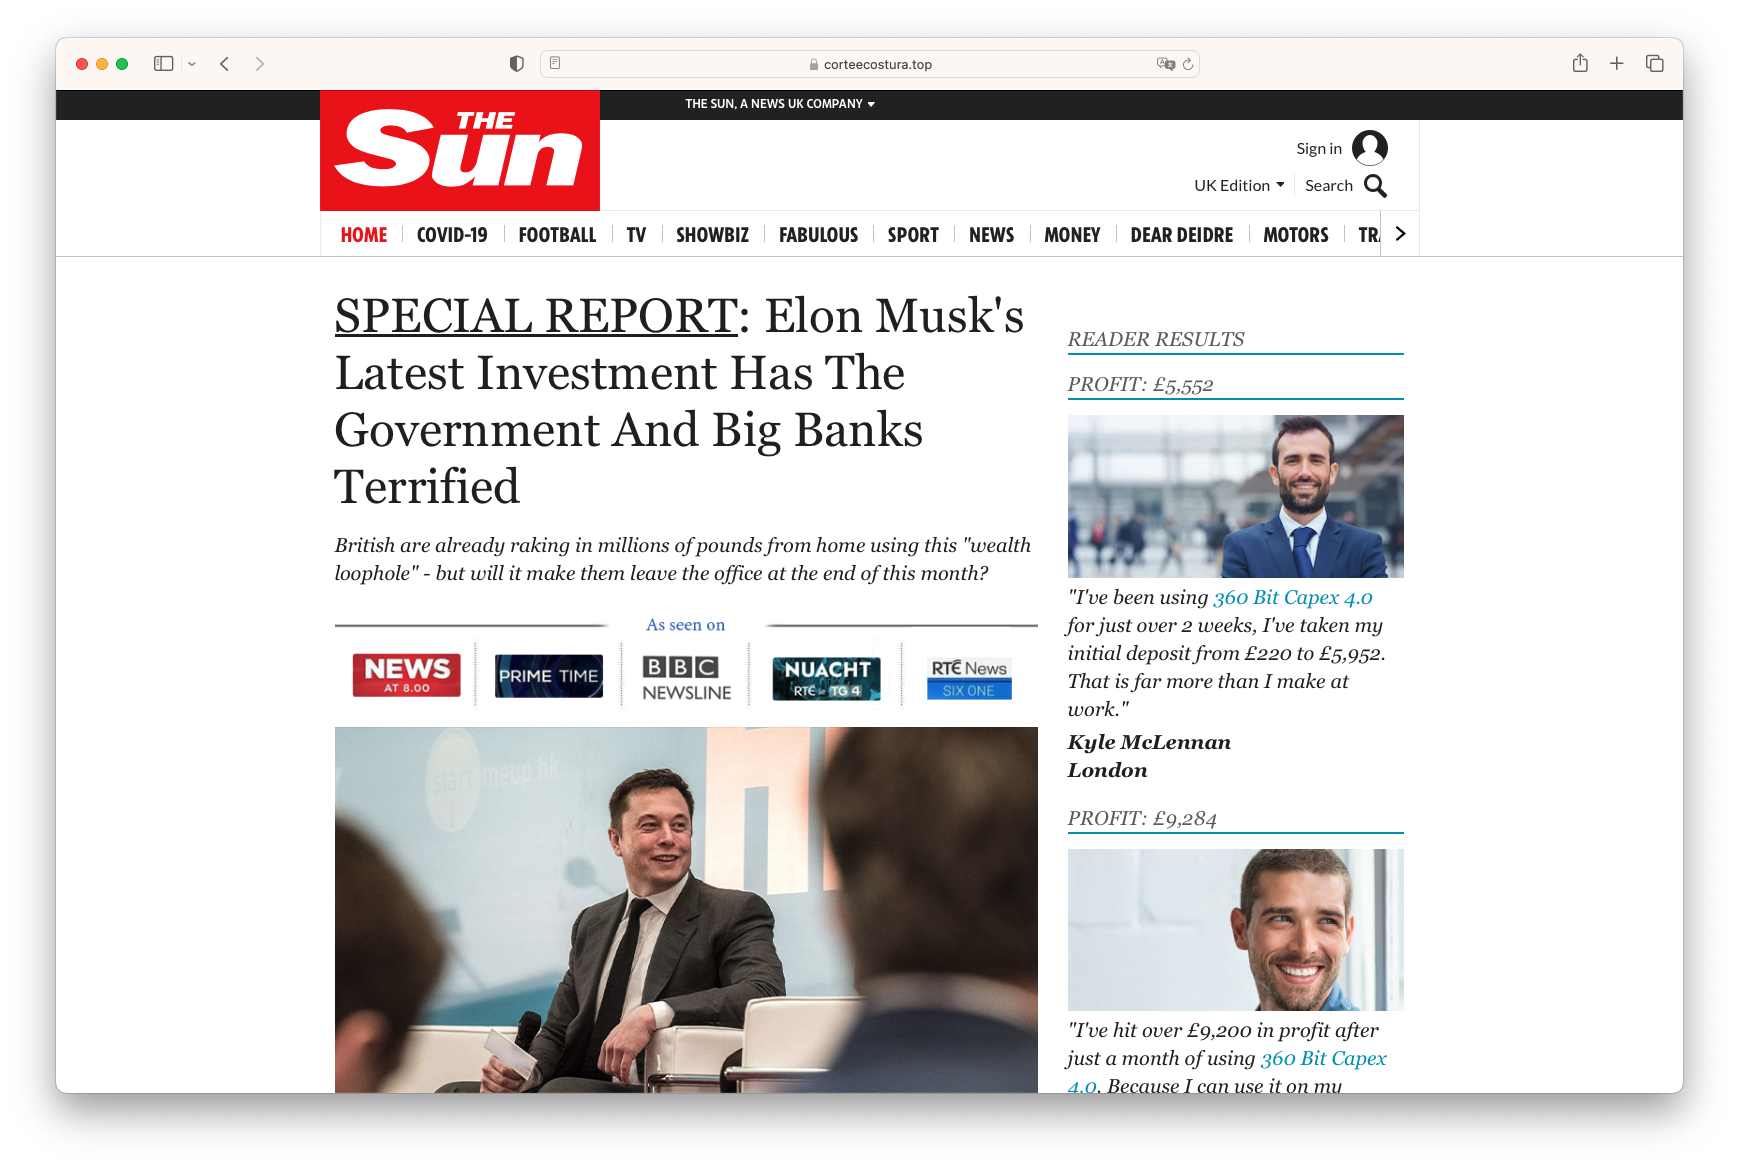 corteecostura.top
THE SUN, A NEWS UK COMPANY
THE
Sun
Sign in
UK Edition
Search
HOME
COVID-19
FOOTBALL
TV
SHOWBIZ
FABULOUS
SPORT
NEWS
MONEY
DEAR DEIDRE
MOTORS
SPECIAL REPORT: Elon Musk's
Latest Investment Has The
Government And Big Banks
Terrified
British are already raking in millions of pounds from home using this "wealth
loophole" - but will it make them leave the office at the end of this month?
As seen on
NEWS
AT 8.00
PRIME TIME
BBC
NEWSLINE
NUACHT
RTÉ le TG4
RTÉ News
SIX ONE
startmeup.hk
READER RESULTS
PROFIT: £5,552
"I've been using 360 Bit Capex 4.0
for just over 2 weeks, I've taken my
initial deposit from £220 to £5,952.
That is far more than I make at
work."
Kyle McLennan
London
PROFIT: £9,284
"I've hit over £9,200 in profit after
just a month of using 360 Bit Capex
4.0. Because I can use it on my